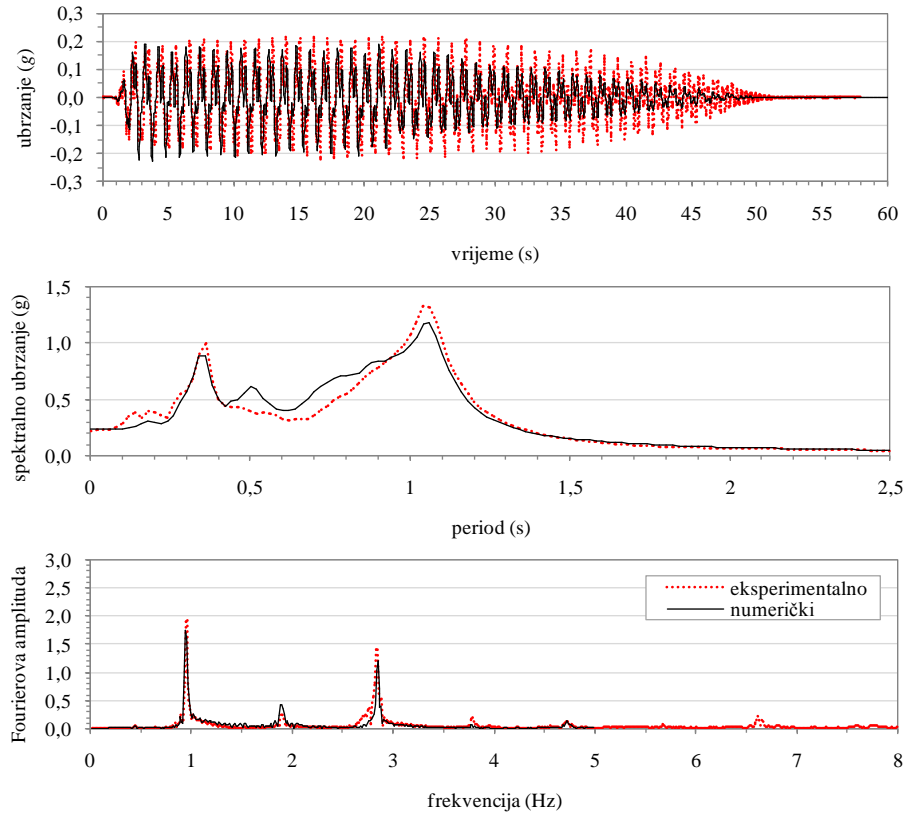 0,3
0,2
0,1
0,0
-0,1
-0,2
-0,3
ubrzanje (g)
0 5 10 15 20 25 30 35 40 45 50 55 60
vrijeme (s)
1,5
1,0
0,5
0,0
spektralno ubrzanje (g)
0 0,5 1 1,5 2 2,5
period (s)
3,0
2,5
2,0
1,5
1,0
0,5
0,0
Fourierova amplituda
eksperimentalno
numerički
0 1 2 3 4 5 6 7 8
frekvencija (Hz)